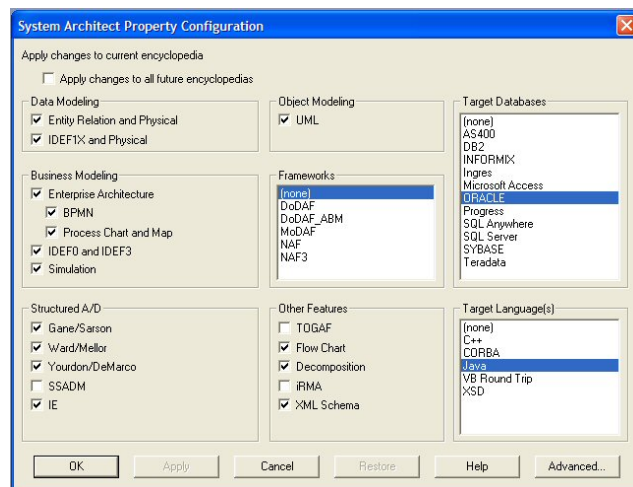 System Architect Property Configuration
Apply changes to current encyclopedia
Apply changes to all future encyclopedias
Data Modeling
Entity Relation and Physical
IDEF1X and Physical
Object Modeling
UML
Target Databases
(none)
AS400
DB2
INFORMIX
Ingres
Microsoft Access
ORACLE
Progress
SQL Anywhere
SQL Server
SYBASE
Teradata
Business Modeling
Enterprise Architecture
BPMN
Process Chart and Map
IDEF0 and IDEF3
Simulation
Frameworks
(none)
DoDAF
DoDAF_ABM
MoDAF
NAF
NAF3
Structured A/D
Gane/Sarson
Ward/Mellor
Yourdon/DeMarco
SSADM
IE
Other Features
TOGAF
Flow Chart
Decomposition
iRMA
XML Schema
Target Language(s)
(none)
C++
CORBA
Java
VB Round Trip
XSD
OK
Apply
Cancel
Restore
Help
Advanced...